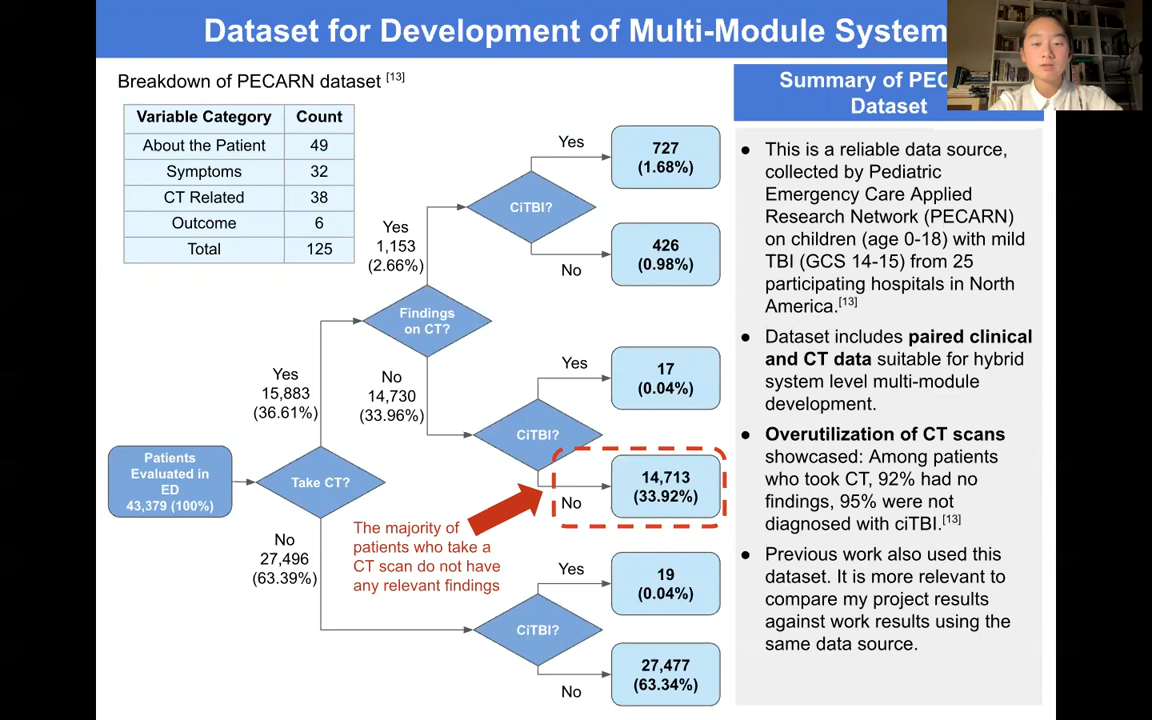 Dataset for Development of Multi-Module System
Breakdown of PECARN dataset [13]
Variable Category Count
About the Patient 49
Symptoms 32
CT Related 38
Outcome 6
Total 125
Patients
Evaluated in
ED
43,379 (100%)
Take CT?
Yes
15,883
(36.61%)
No
27,496
(63.39%)
Findings
on CT?
Yes
1,153
(2.66%)
No
14,730
(33.96%)
CiTBI?
Yes
727
(1.68%)
No
426
(0.98%)
CiTBI?
Yes
17
(0.04%)
No
14,713
(33.92%)
The majority of
patients who take a
CT scan do not have
any relevant findings
CiTBI?
Yes
19
(0.04%)
No
27,477
(63.34%)
Summary of
Dataset
● This is a reliable data source,
collected by Pediatric
Emergency Care Applied
Research Network (PECARN)
on children (age 0-18) with mild
TBI (GCS 14-15) from 25
participating hospitals in North
America.[13]
● Dataset includes paired clinical
and CT data suitable for hybrid
system level multi-module
development.
● Overutilization of CT scans
showcased: Among patients
who took CT, 92% had no
findings, 95% were not
diagnosed with ciTBI.[13]
● Previous work also used this
dataset. It is more relevant to
compare my project results
against work results using the
same data source.